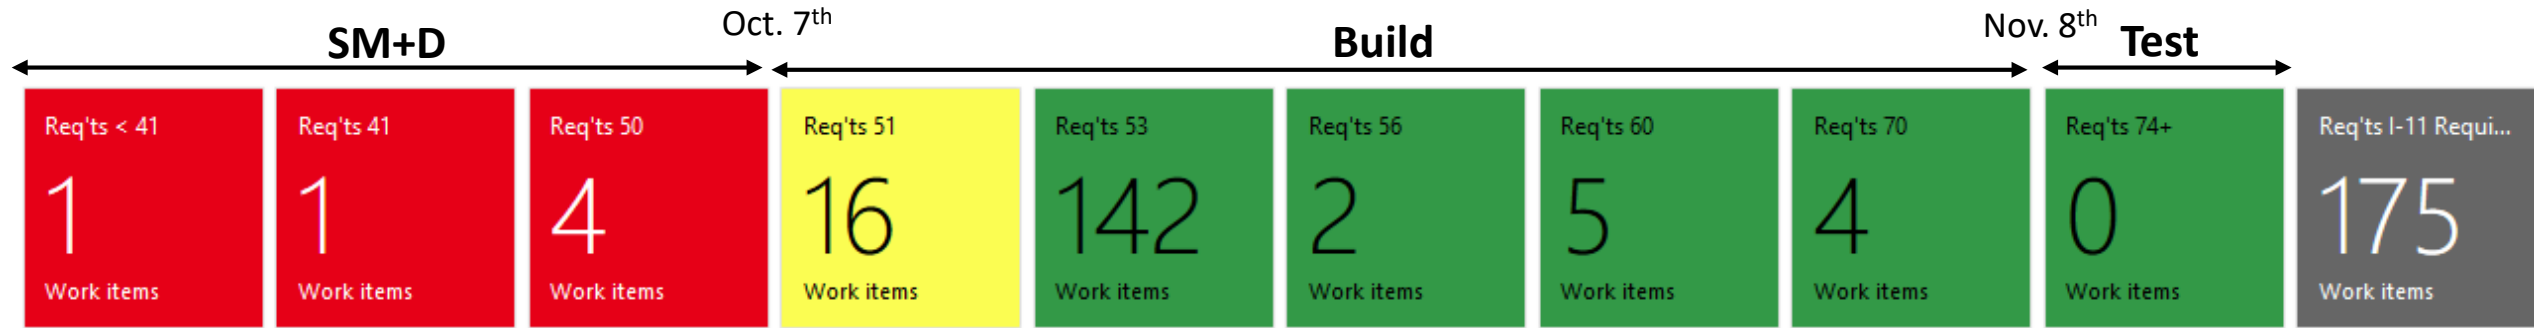 Oct. 7th
Nov. 8th
SM+D
Build
Test
Req'ts < 41
1
Work items
Req'ts 41
1
Work items
Req'ts 50
4
Work items
Req'ts 51
16
Work items
Req'ts 53
142
Work items
Req'ts 56
2
Work items
Req'ts 60
5
Work items
Req'ts 70
4
Work items
Req'ts 74+
0
Work items
Req'ts I-11 Requi...
175
Work items